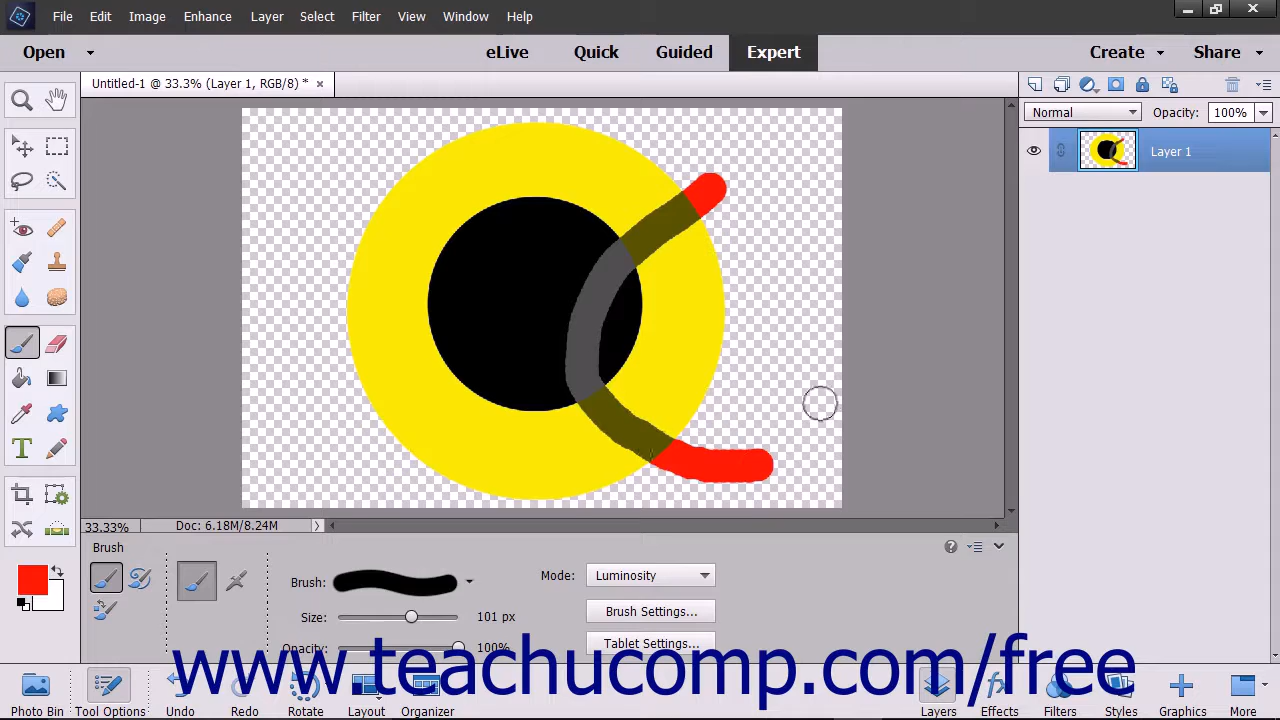 File Edit Image Enhance Layer Select Filter View Window Help
Open eLive Quick Guided Expert Create Share
Untitled-1 @ 33.3% (Layer 1, RGB/8) * ×
Normal Opacity: 100%
Layer 1
T
33.33% Doc: 6.18M/8.24M
Brush
Brush: Mode: Luminosity
Size: 101 px Brush Settings...
Opacity: 100% Tablet Settings...
www.teachucomp.com/free
Photo Bin Tool Options Undo Redo Rotate Layout Organizer Layers Effects Filters Styles Graphics More